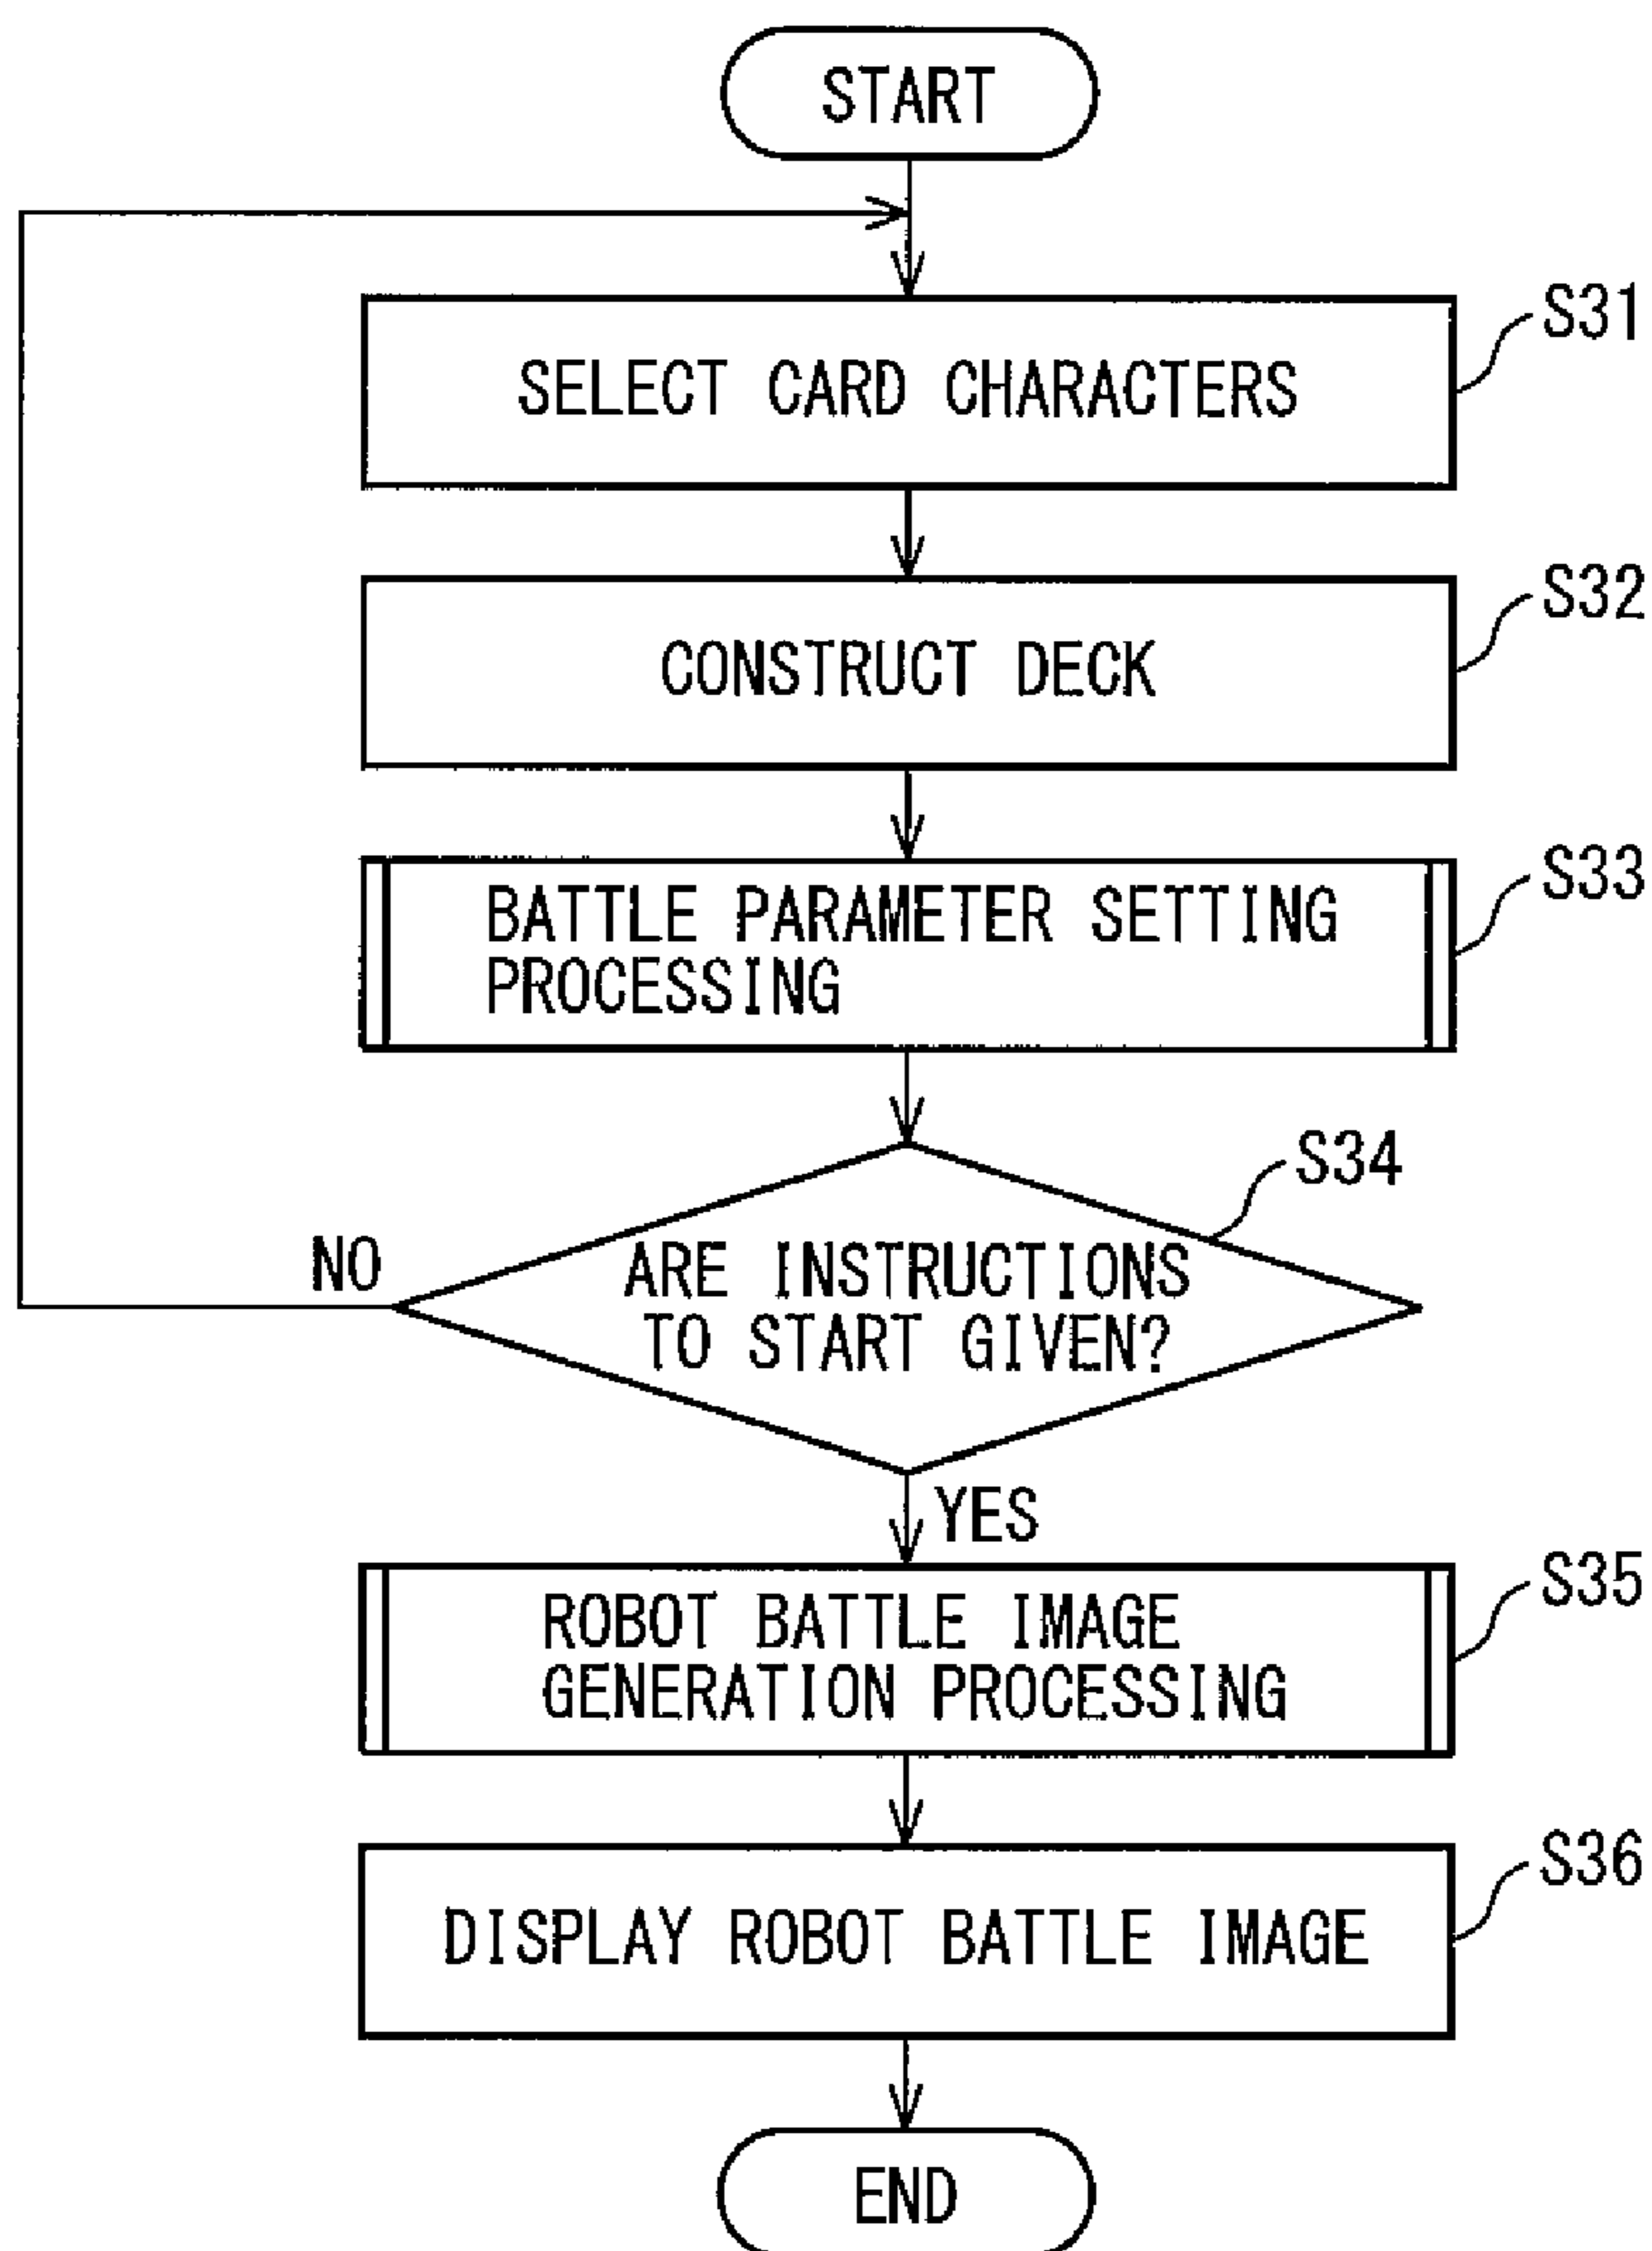 START
SELECT CARD CHARACTERS
S31
CONSTRUCT DECK
S32
BATTLE PARAMETER SETTING
PROCESSING
S33
ARE INSTRUCTIONS
TO START GIVEN?
S34
NO
YES
ROBOT BATTLE IMAGE
GENERATION PROCESSING
S35
DISPLAY ROBOT BATTLE IMAGE
S36
END